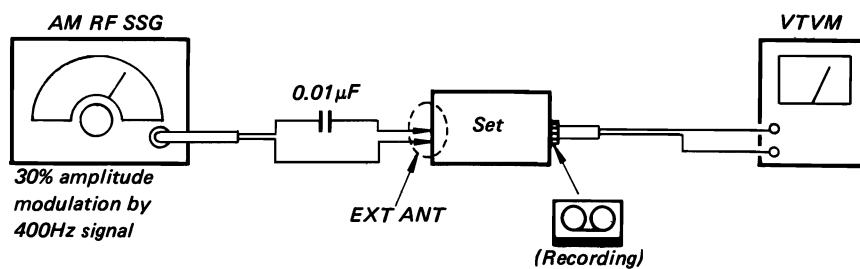 AM RF SSG
VTVM
0.01µF
Set
30% amplitude
modulation by
400Hz signal
EXT ANT
(Recording)